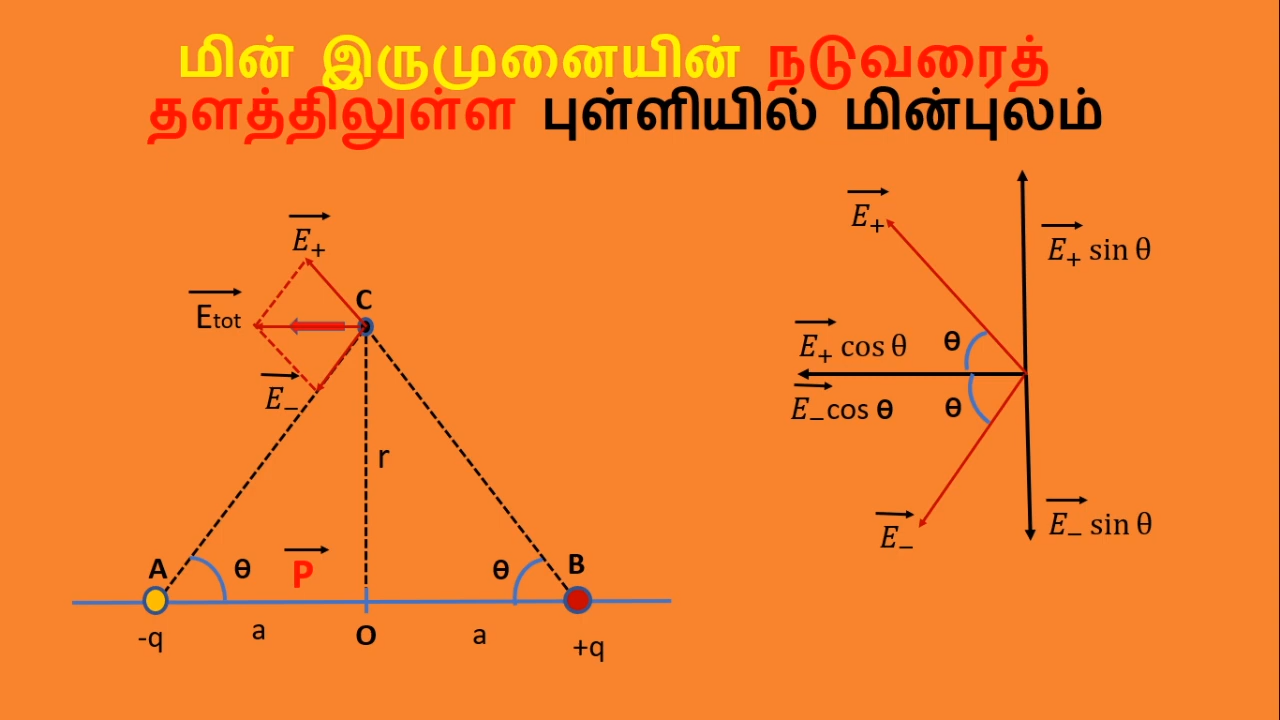 மின் இருமுனையின் நடுவரைத்
தளத்திலுள்ள புள்ளியில் மின்புலம்
E₊
Etot
C
E₋
r
A
θ
P
θ
B
-q
a
O
a
+q
E₊
E₊ sin θ
E₊ cos θ
θ
E₋cos θ
θ
E₋
E₋ sin θ